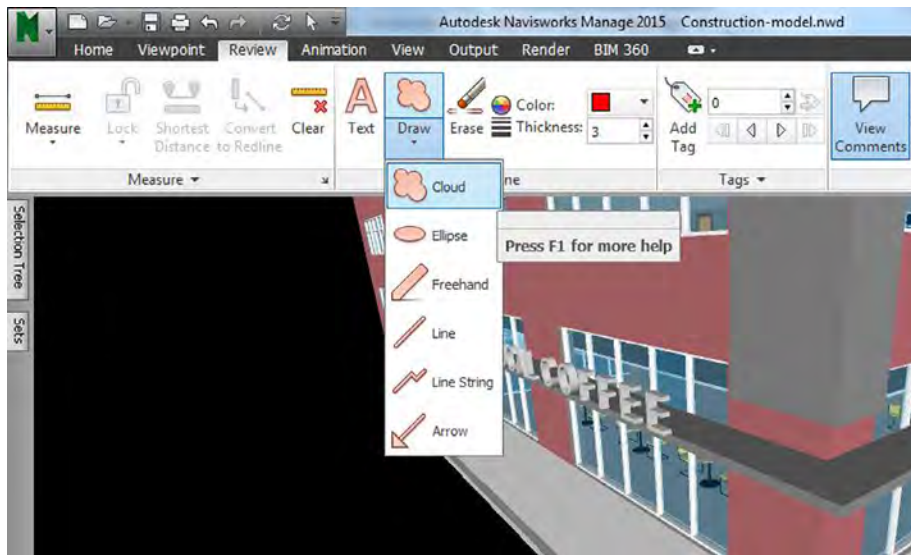 Autodesk Navisworks Manage 2015 Construction-model.nwd
Home Viewpoint Review Animation View Output Render BIM 360
Measure
Lock
Shortest Distance
Convert to Redline
Clear
Text
Draw
Erase
Color:
Thickness: 3
0
Add Tag
View Comments
Measure
ne
Tags
Cloud
Ellipse
Freehand
Line
Line String
Arrow
Press F1 for more help
Selection Tree
Sets
OL COFFEE